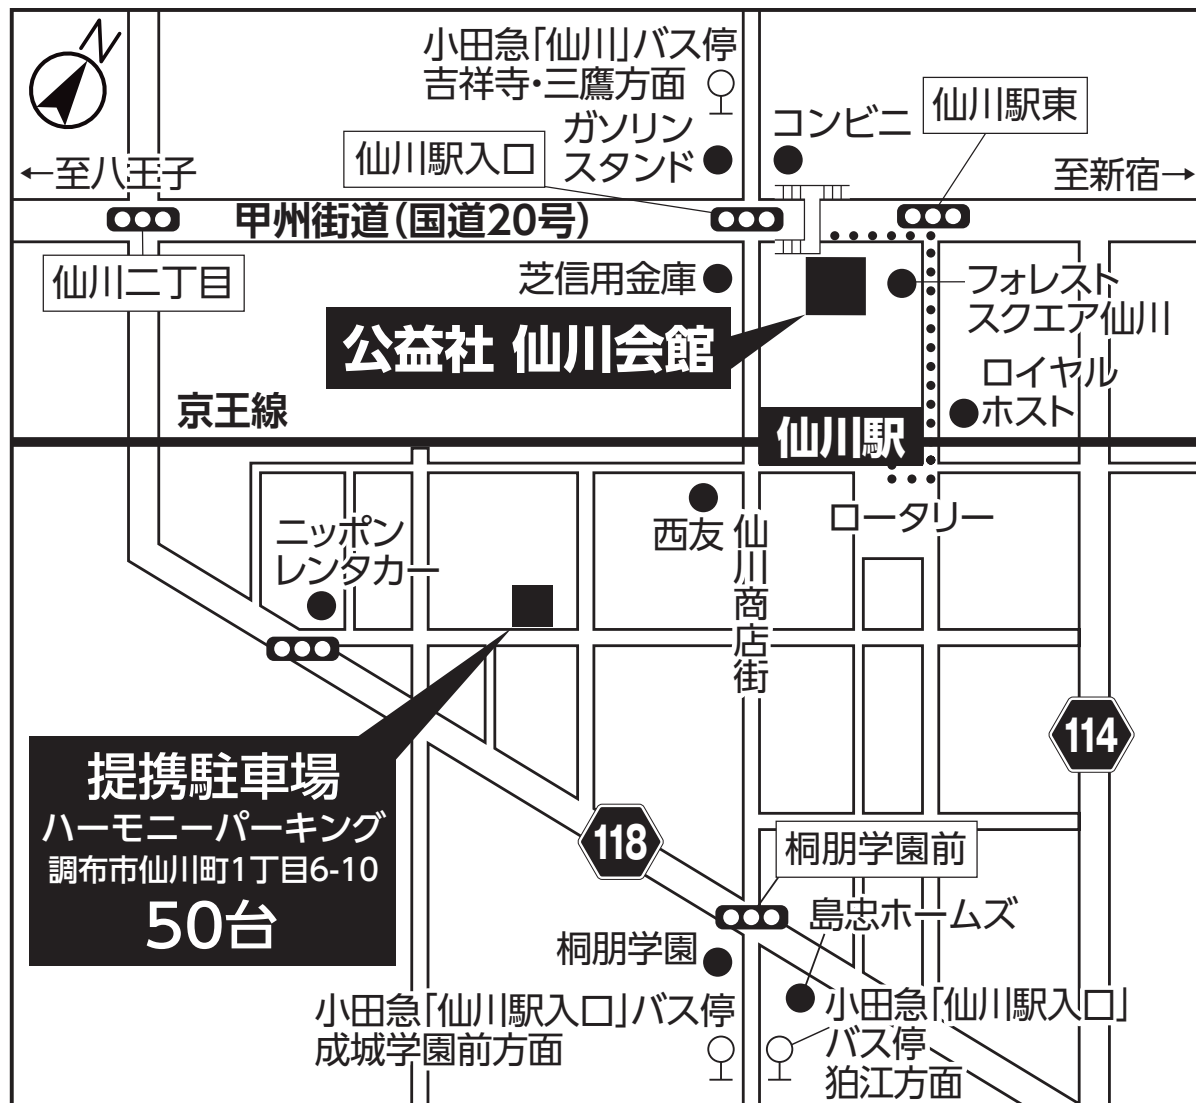 N
小田急「仙川」バス停
吉祥寺・三鷹方面
ガソリン
スタンド
コンビニ
仙川駅東
仙川駅入口
←至八王子
至新宿→
甲州街道(国道20号)
仙川二丁目
芝信用金庫
フォレスト
スクエア仙川
公益社 仙川会館
ロイヤル
ホスト
京王線
仙川駅
ロータリー
西友
仙川商店街
ニッポン
レンタカー
114
提携駐車場
ハーモニーパーキング
調布市仙川町1丁目6-10
50台
118
桐朋学園前
島忠ホームズ
桐朋学園
小田急「仙川駅入口」バス停
成城学園前方面
小田急「仙川駅入口」
バス停
狛江方面